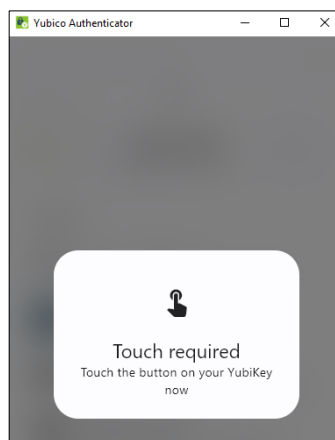 Yubico Authenticator
Touch required
Touch the button on your YubiKey
now